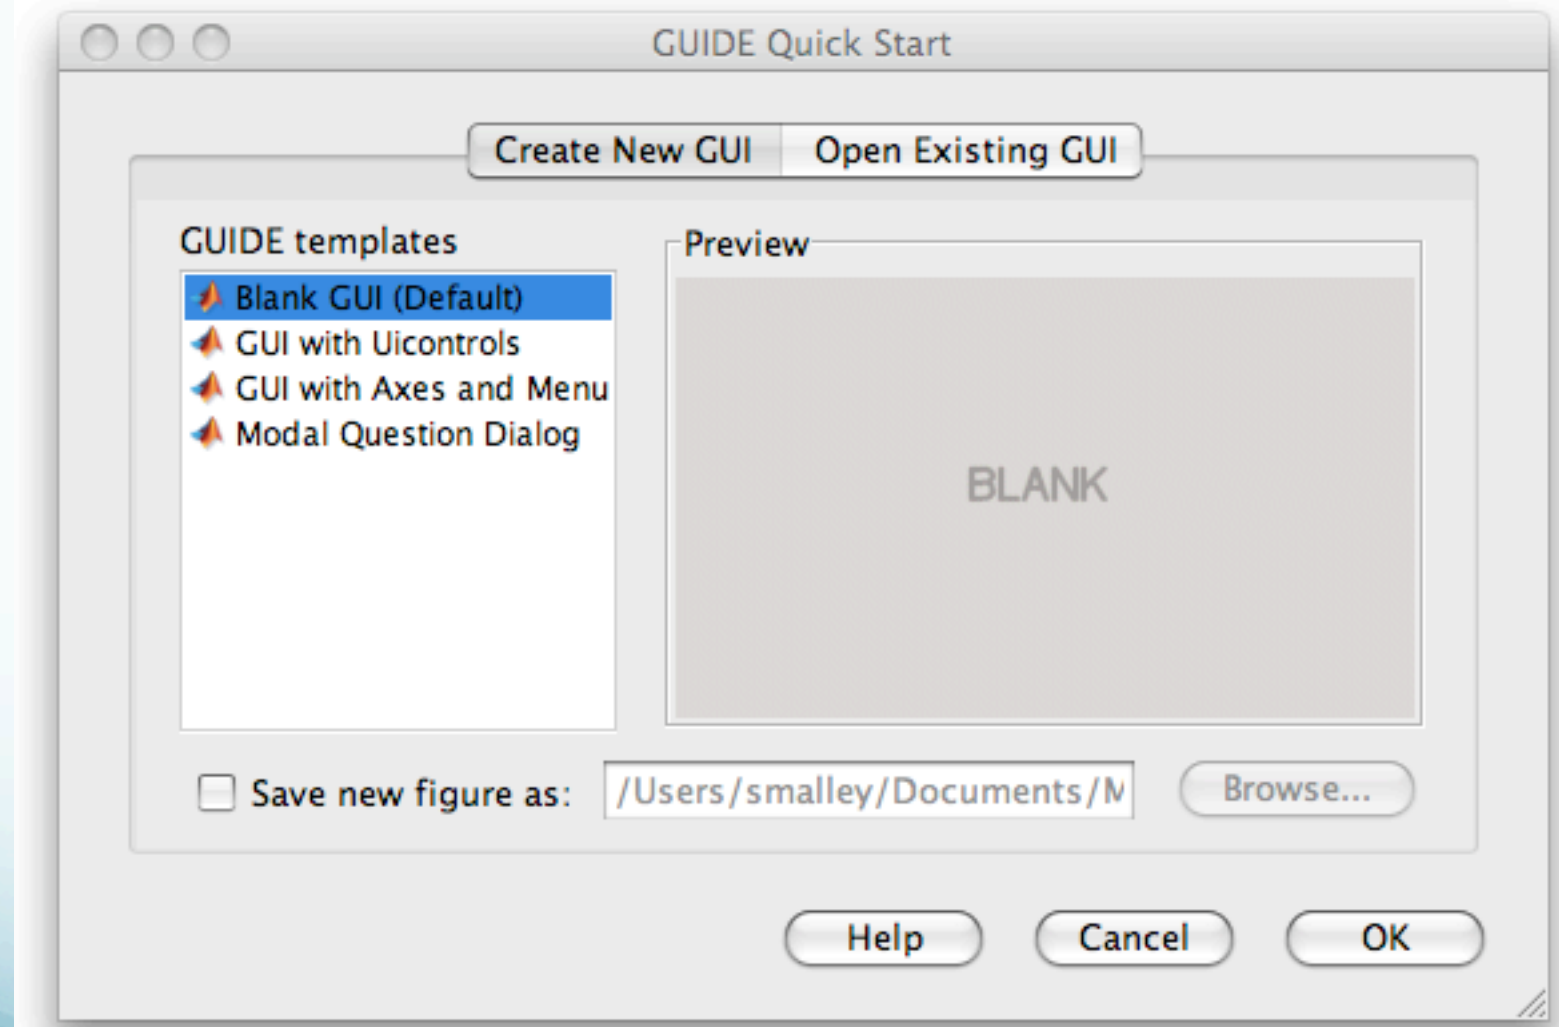 GUIDE Quick Start
Create New GUI
Open Existing GUI
GUIDE templates
Blank GUI (Default)
GUI with Uicontrols
GUI with Axes and Menu
Modal Question Dialog
Preview
BLANK
Save new figure as:
/Users/smalley/Documents/M
Browse...
Help
Cancel
OK